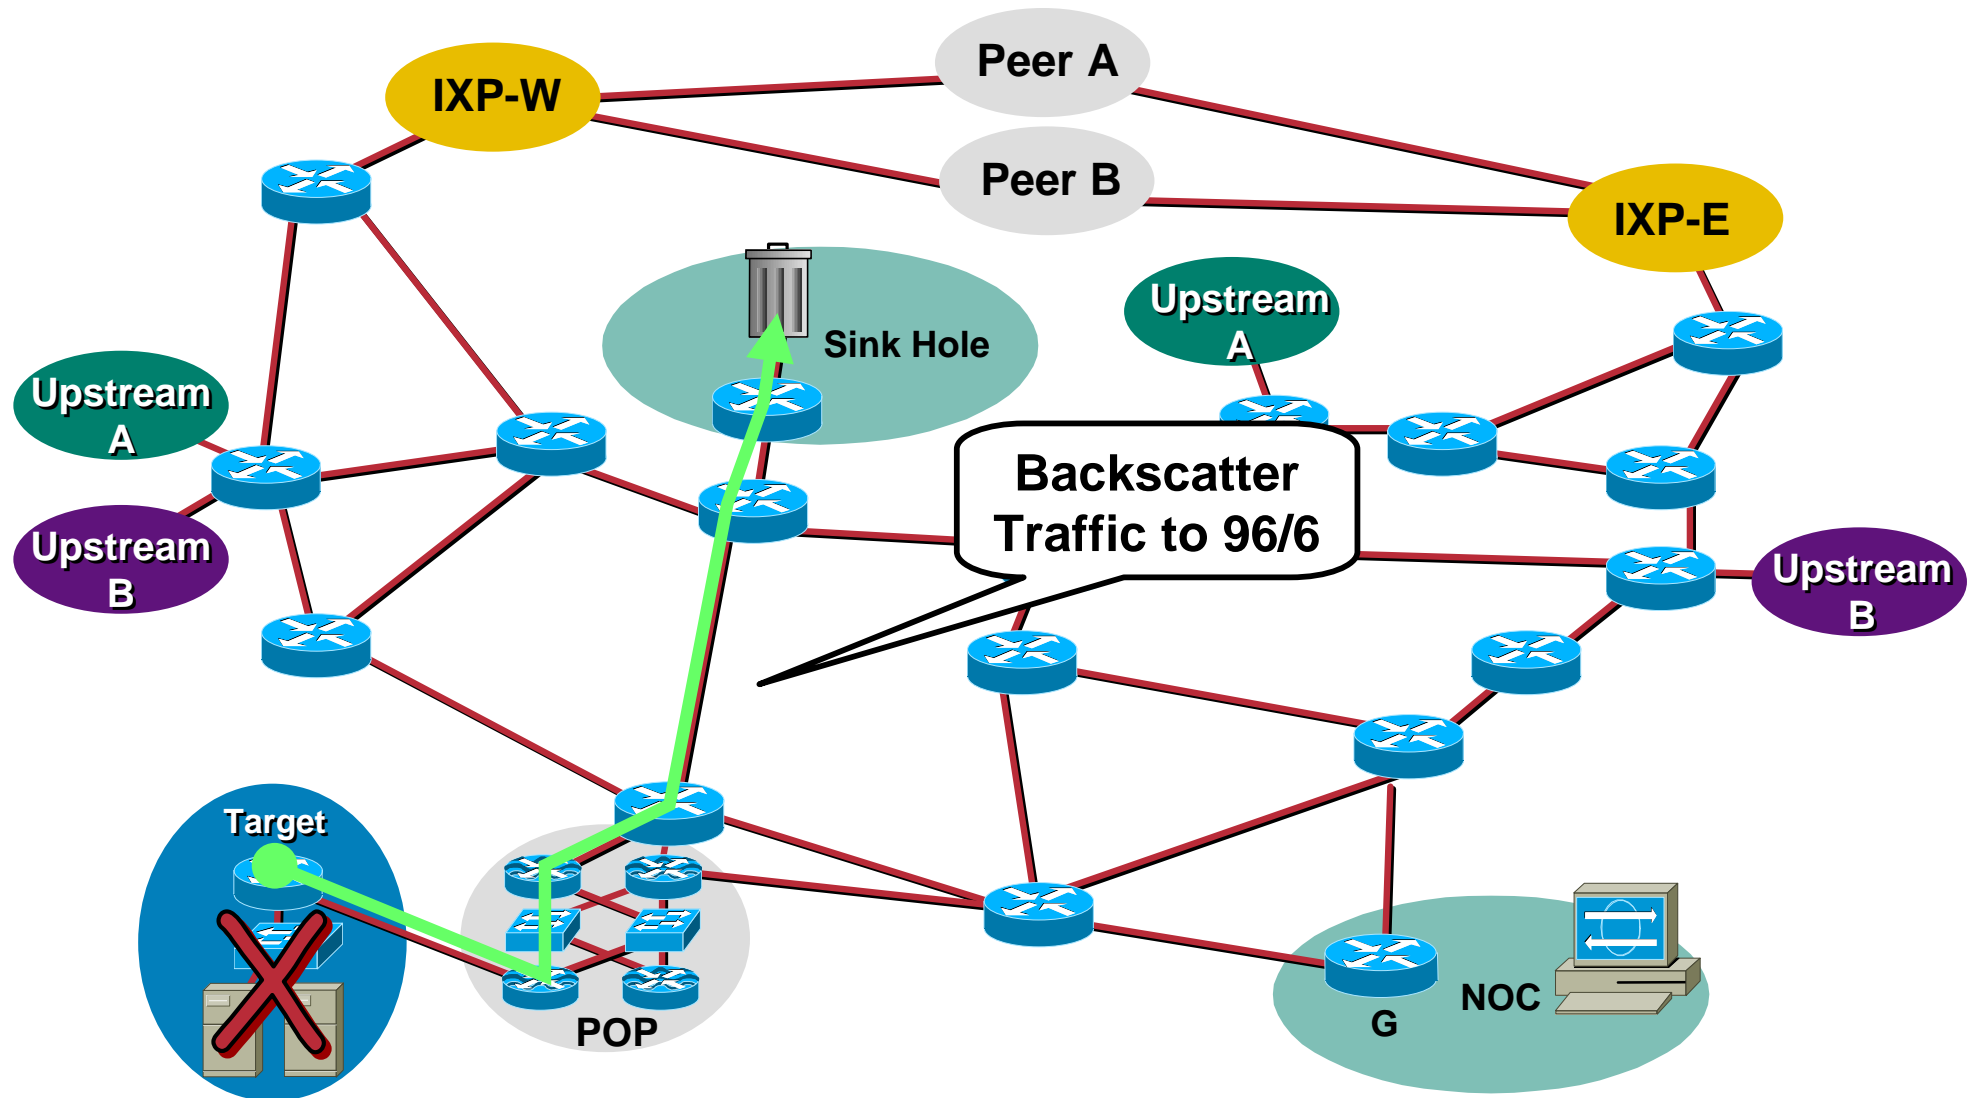 Peer A
IXP-W
Peer B
IXP-E
Upstream
A
Sink Hole
Upstream
A
Backscatter
Traffic to 96/6
Upstream
B
Upstream
B
Target
NOC
G
POP